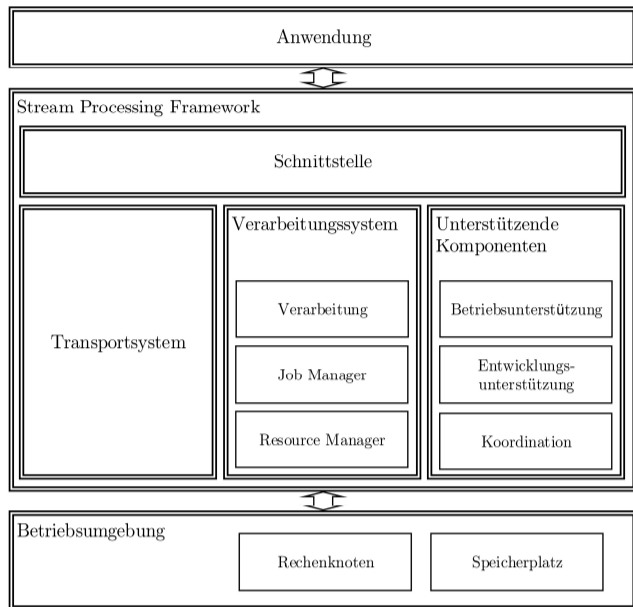 Anwendung
Stream Processing Framework
Schnittstelle
Transportsystem
Verarbeitungssystem
Verarbeitung
Job Manager
Resource Manager
Unterstützende
Komponenten
Betriebsunterstützung
Entwicklungs-
unterstützung
Koordination
Betriebsumgebung
Rechenknoten
Speicherplatz